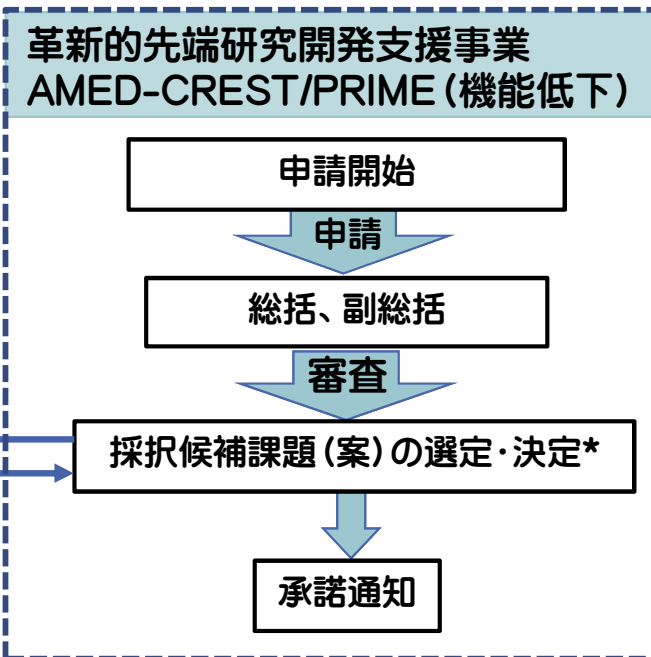 革新的先端研究開発支援事業
AMED-CREST/PRIME(機能低下)
申請開始
申請
総括、副総括
審査
採択候補課題(案)の選定・決定*
承諾通知